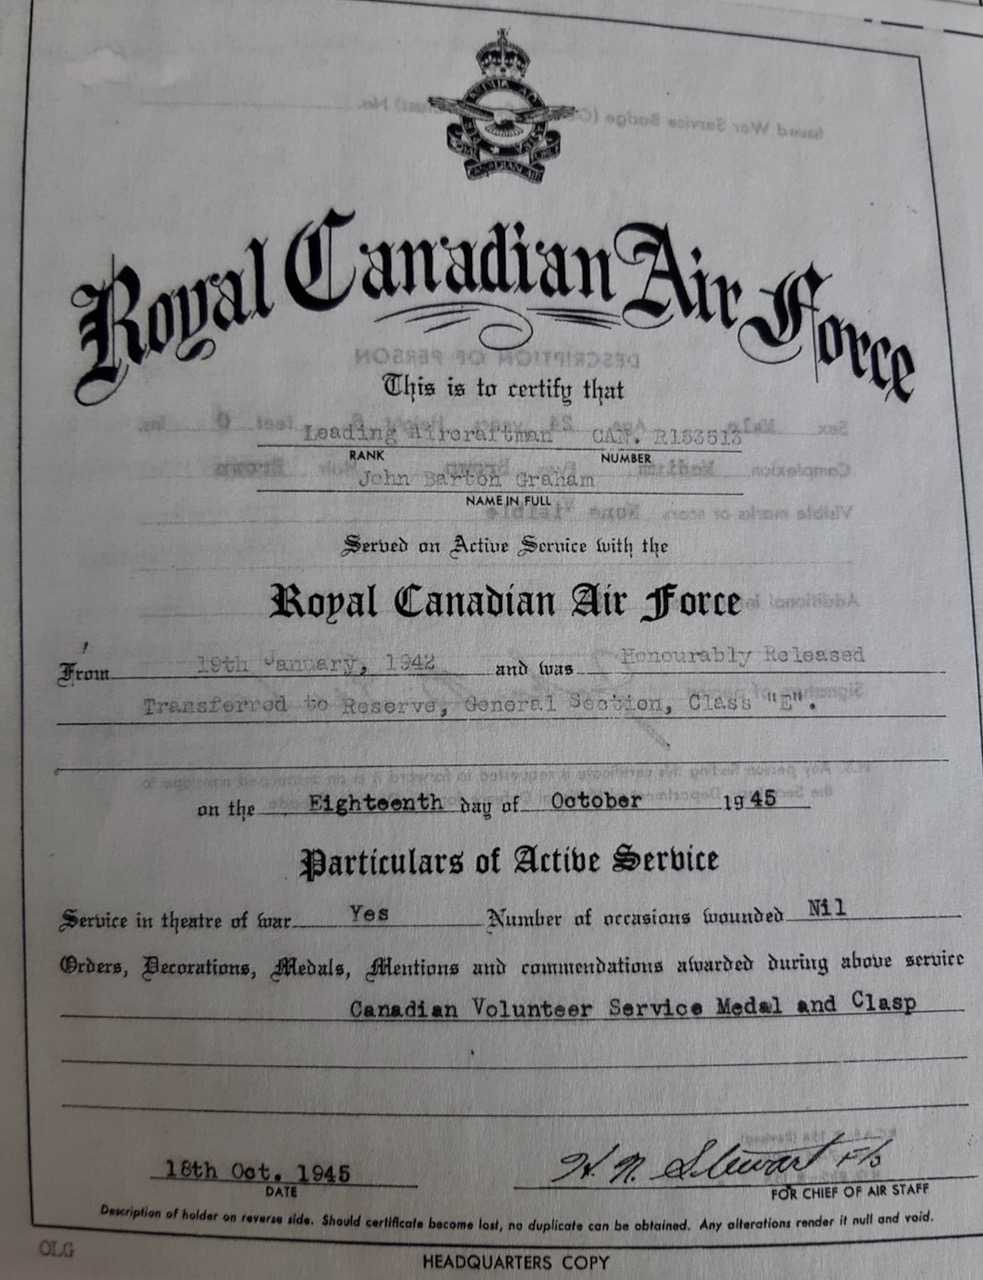 Royal Canadian Air Force
This is to certify that
Leading Aircraftman CAN. R153513
RANK NUMBER
John Barton Graham
NAME IN FULL
Served on Active Service with the
Royal Canadian Air Force
From 19th January, 1942 and was Honourably Released
Transferred to Reserve, General Section, Class "E".
on the Eighteenth day of October 1945
Particulars of Active Service
Service in theatre of war Yes Number of occasions wounded Nil
Orders, Decorations, Medals, Mentions and commendations awarded during above service
Canadian Volunteer Service Medal and Clasp
18th Oct. 1945 H. N. Stewart F/O
DATE FOR CHIEF OF AIR STAFF
Description of holder on reverse side. Should certificate become lost, no duplicate can be obtained. Any alterations render it null and void.
OLG
HEADQUARTERS COPY